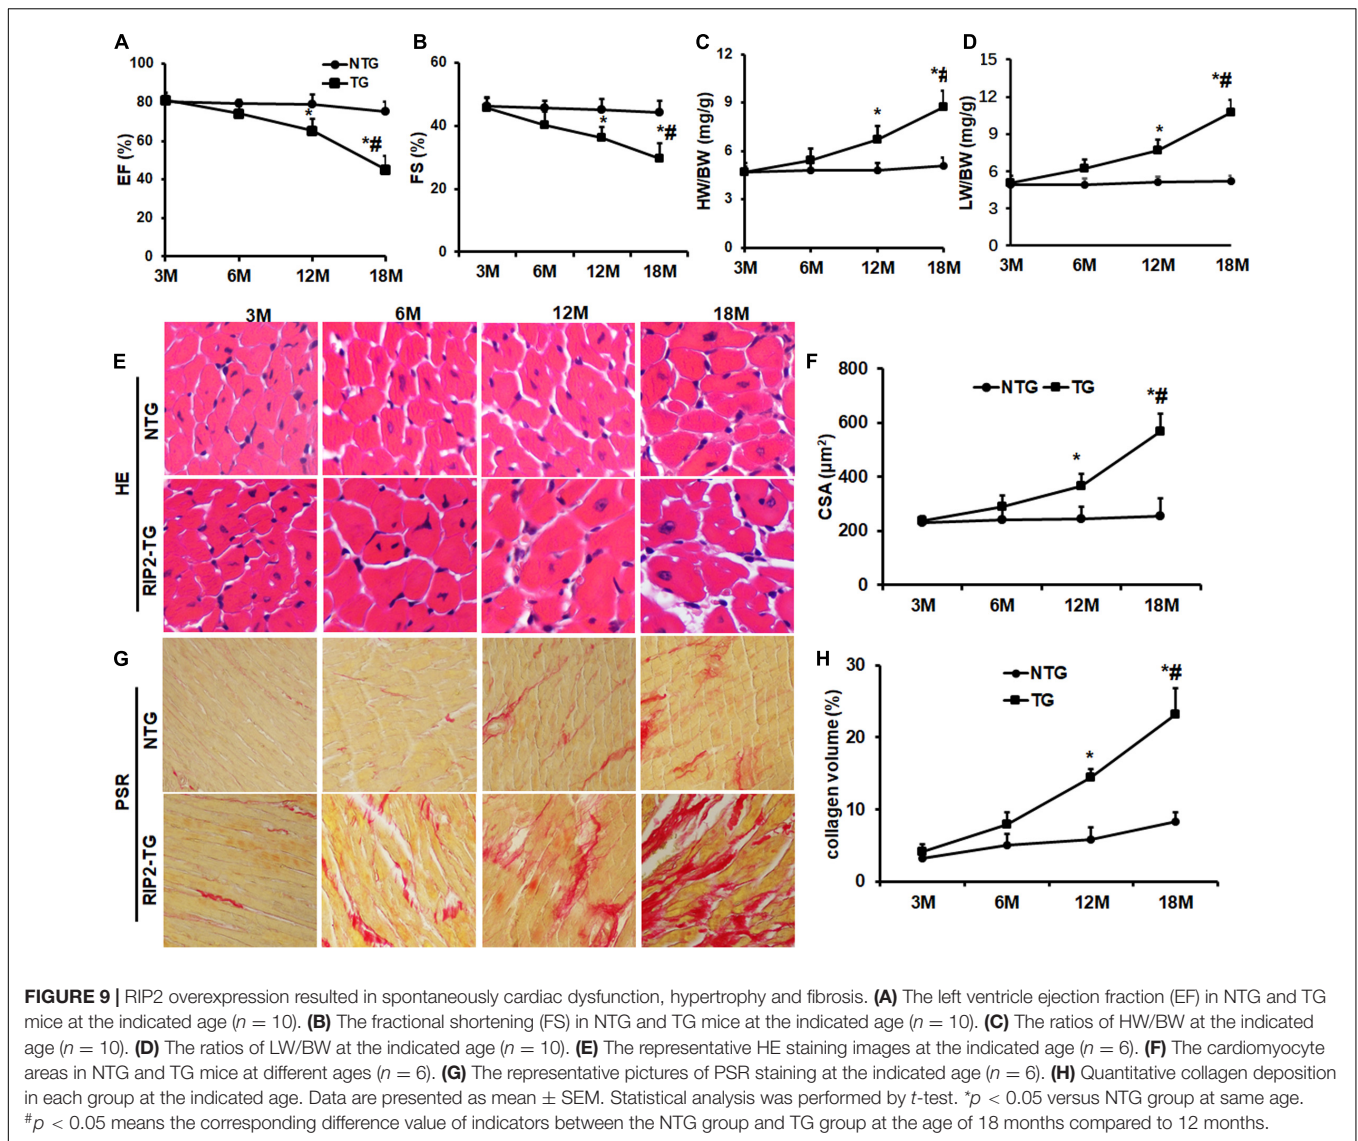 A
100
80
60
40
20
0
EF (%)
NTG
TG
*
*#
3M 6M 12M 18M
B
60
40
20
0
FS (%)
*
*#
3M 6M 12M 18M
C
12
9
6
3
0
HW/BW (mg/g)
*
*#
3M 6M 12M 18M
D
15
12
9
6
3
0
LW/BW (mg/g)
*
*#
3M 6M 12M 18M
E
3M 6M 12M 18M
HE
NTG
RIP2-TG
F
800
600
400
200
0
CSA (µm²)
NTG TG
*
*#
3M 6M 12M 18M
G
PSR
NTG
RIP2-TG
H
30
20
10
0
collagen volume (%)
NTG
TG
*
*#
3M 6M 12M 18M
FIGURE 9 | RIP2 overexpression resulted in spontaneously cardiac dysfunction, hypertrophy and fibrosis. (A) The left ventricle ejection fraction (EF) in NTG and TG
mice at the indicated age (n = 10). (B) The fractional shortening (FS) in NTG and TG mice at the indicated age (n = 10). (C) The ratios of HW/BW at the indicated
age (n = 10). (D) The ratios of LW/BW at the indicated age (n = 10). (E) The representative HE staining images at the indicated age (n = 6). (F) The cardiomyocyte
areas in NTG and TG mice at different ages (n = 6). (G) The representative pictures of PSR staining at the indicated age (n = 6). (H) Quantitative collagen deposition
in each group at the indicated age. Data are presented as mean ± SEM. Statistical analysis was performed by t-test. *p < 0.05 versus NTG group at same age.
#p < 0.05 means the corresponding difference value of indicators between the NTG group and TG group at the age of 18 months compared to 12 months.